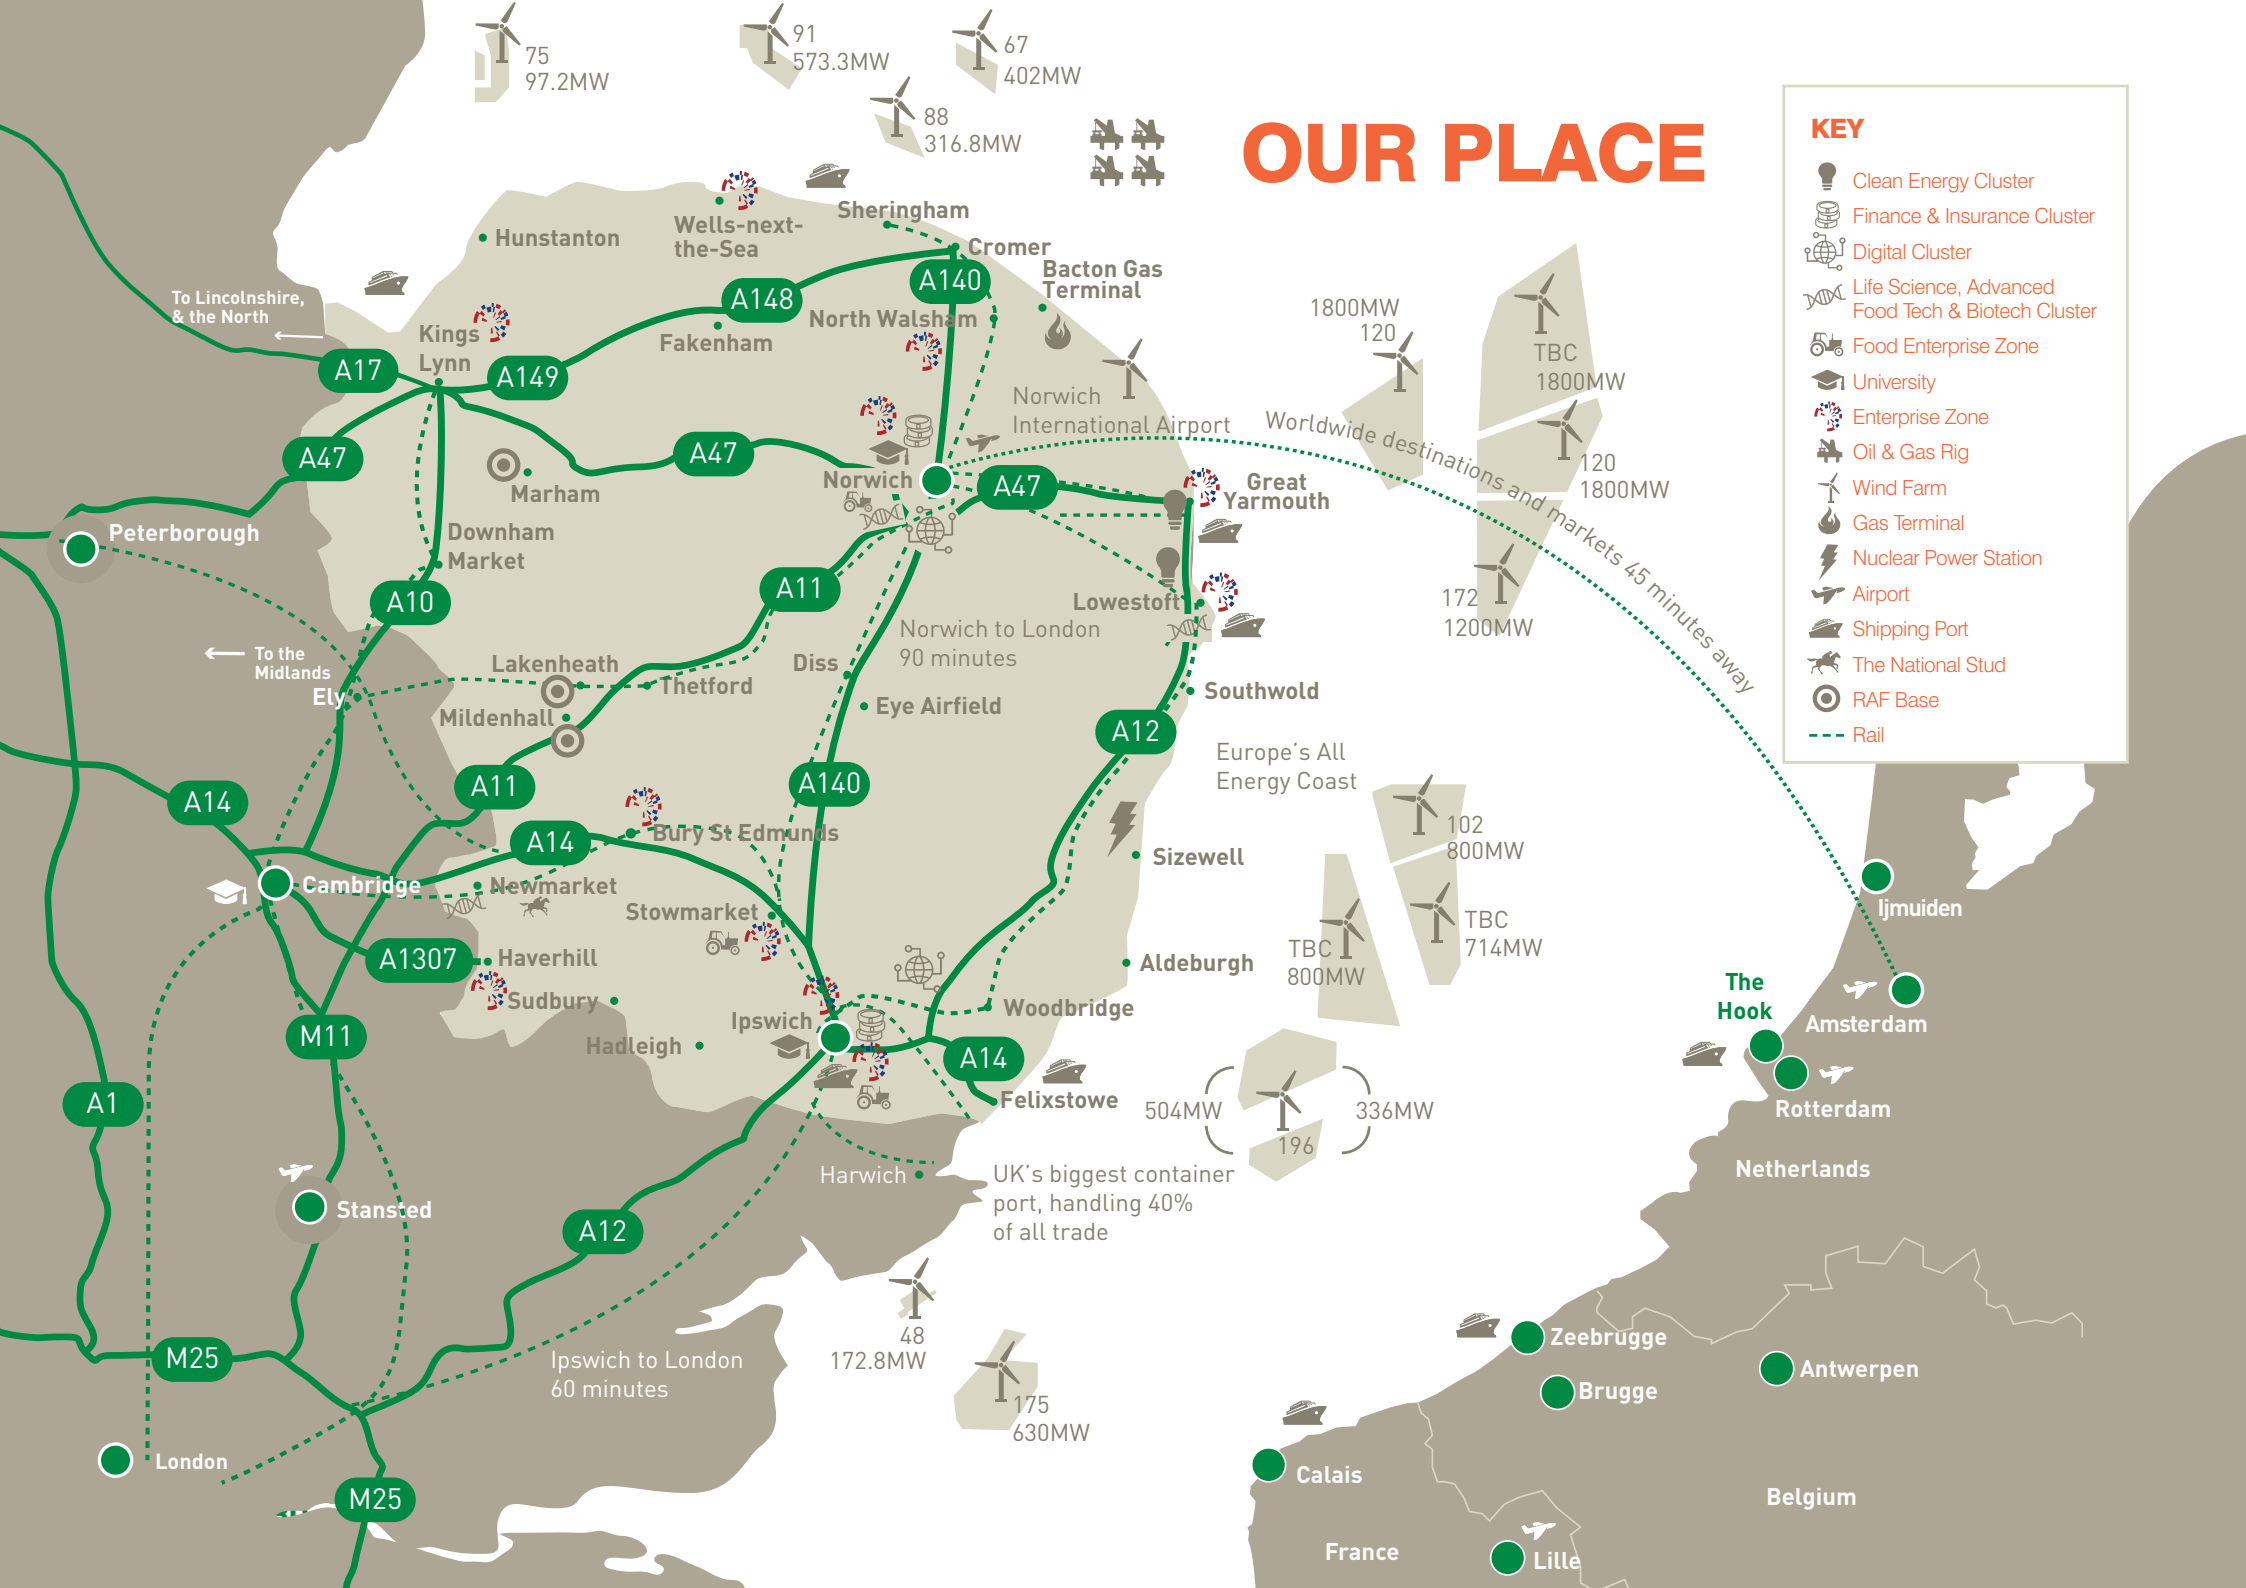 OUR PLACE
75
97.2MW
91
573.3MW
67
402MW
88
316.8MW
KEY
Clean Energy Cluster
Finance & Insurance Cluster
Digital Cluster
Life Science, Advanced
Food Tech & Biotech Cluster
Food Enterprise Zone
University
Enterprise Zone
Oil & Gas Rig
Wind Farm
Gas Terminal
Nuclear Power Station
Airport
Shipping Port
The National Stud
RAF Base
Rail
Hunstanton
Wells-next-
the-Sea
Sheringham
Cromer
Bacton Gas
Terminal
A140
A148
North Walsham
Fakenham
To Lincolnshire,
& the North
Kings
Lynn
A17
A149
A47
A47
Marham
Norwich
International Airport
Norwich
A47
Great
Yarmouth
1800MW
120
TBC
1800MW
120
1800MW
172
1200MW
Worldwide destinations and markets 45 minutes away
Peterborough
Downham
Market
A10
A11
Lowestoft
Norwich to London
90 minutes
To the
Midlands
Ely
Lakenheath
Thetford
Mildenhall
Diss
Eye Airfield
Southwold
A12
Europe's All
Energy Coast
A14
A11
A140
A14
Bury St Edmunds
Sizewell
102
800MW
TBC
714MW
TBC
800MW
Cambridge
Newmarket
Stowmarket
A1307
Haverhill
Sudbury
Aldeburgh
Woodbridge
Ipswich
Hadleigh
M11
A14
Felixstowe
504MW
336MW
196
A1
Harwich
UK's biggest container
port, handling 40%
of all trade
Stansted
A12
48
172.8MW
175
630MW
M25
Ipswich to London
60 minutes
London
M25
Ijmuiden
The
Hook
Amsterdam
Rotterdam
Netherlands
Zeebrugge
Brugge
Antwerpen
Calais
Belgium
France
Lille